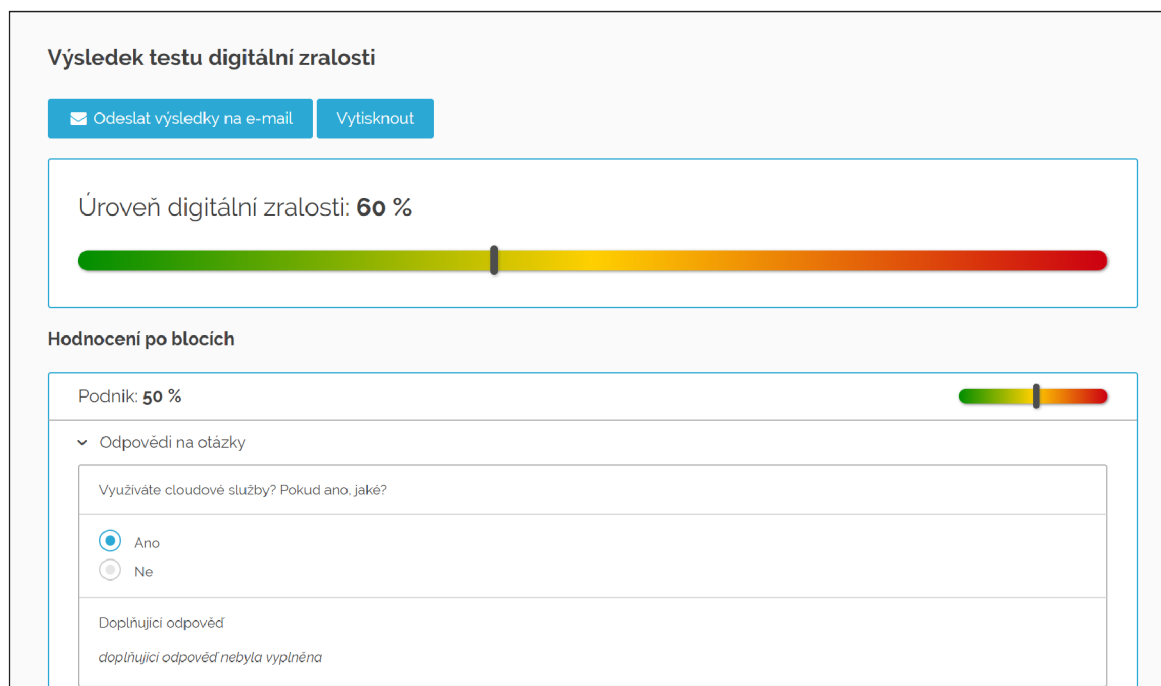 Výsledek testu digitální zralosti
Odeslat výsledky na e-mail
Vytisknout
Úroveň digitální zralosti: 60 %
Hodnocení po blocích
Podnik: 50 %
Odpovědi na otázky
Využíváte cloudové služby? Pokud ano, jaké?
Ano
Ne
Doplňující odpověď
doplňující odpověď nebyla vyplněna